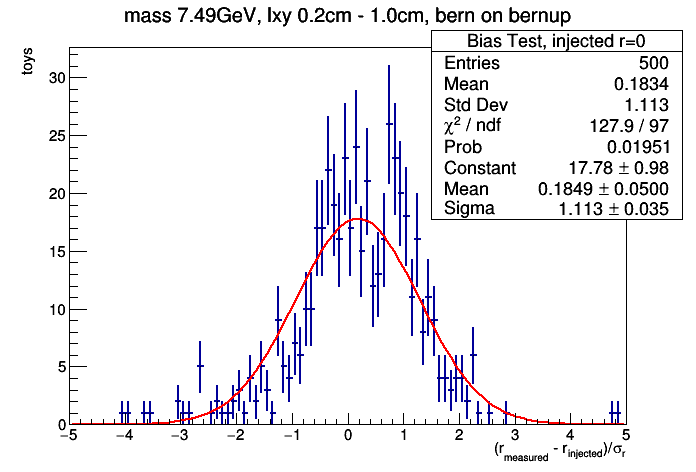 mass 7.49GeV, lxy 0.2cm - 1.0cm, bern on bernup
Bias Test, injected r=0
Entries 500
Mean 0.1834
Std Dev 1.113
χ² / ndf 127.9 / 97
Prob 0.01951
Constant 17.78 ± 0.98
Mean 0.1849 ± 0.0500
Sigma 1.113 ± 0.035
toys
30
25
20
15
10
5
0
−5 −4 −3 −2 −1 0 1 2 3 4 5
(r_measured - r_injected)/σ_r